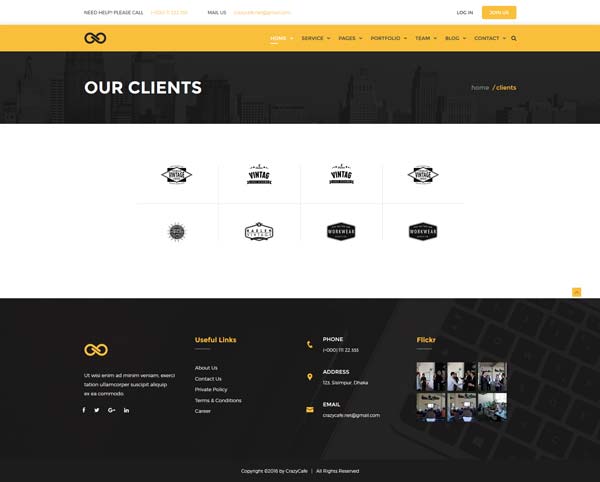 NEED HELP? PLEASE CALL (+000) 111 222 333 MAIL US crazycafe.net@gmail.com LOG IN JOIN US
HOME SERVICE PAGES PORTFOLIO TEAM BLOG CONTACT
OUR CLIENTS
home / clients
VINTAGE VINTAG VINTAG VINTAGE
WORKWEAR WORKWEAR
Useful Links
About Us
Contact Us
Private Policy
Terms & Conditions
Career
Ut wisi enim ad minim veniam, exerci
tation ullamcorper suscipit aliquip
ex ea commodo.
PHONE
(+000) 111 22 333
ADDRESS
123, Sisimpur, Dhaka
EMAIL
crazycafe.net@gmail.com
Flickr
Copyright ©2016 by CrazyCafe | All Rights Reserved